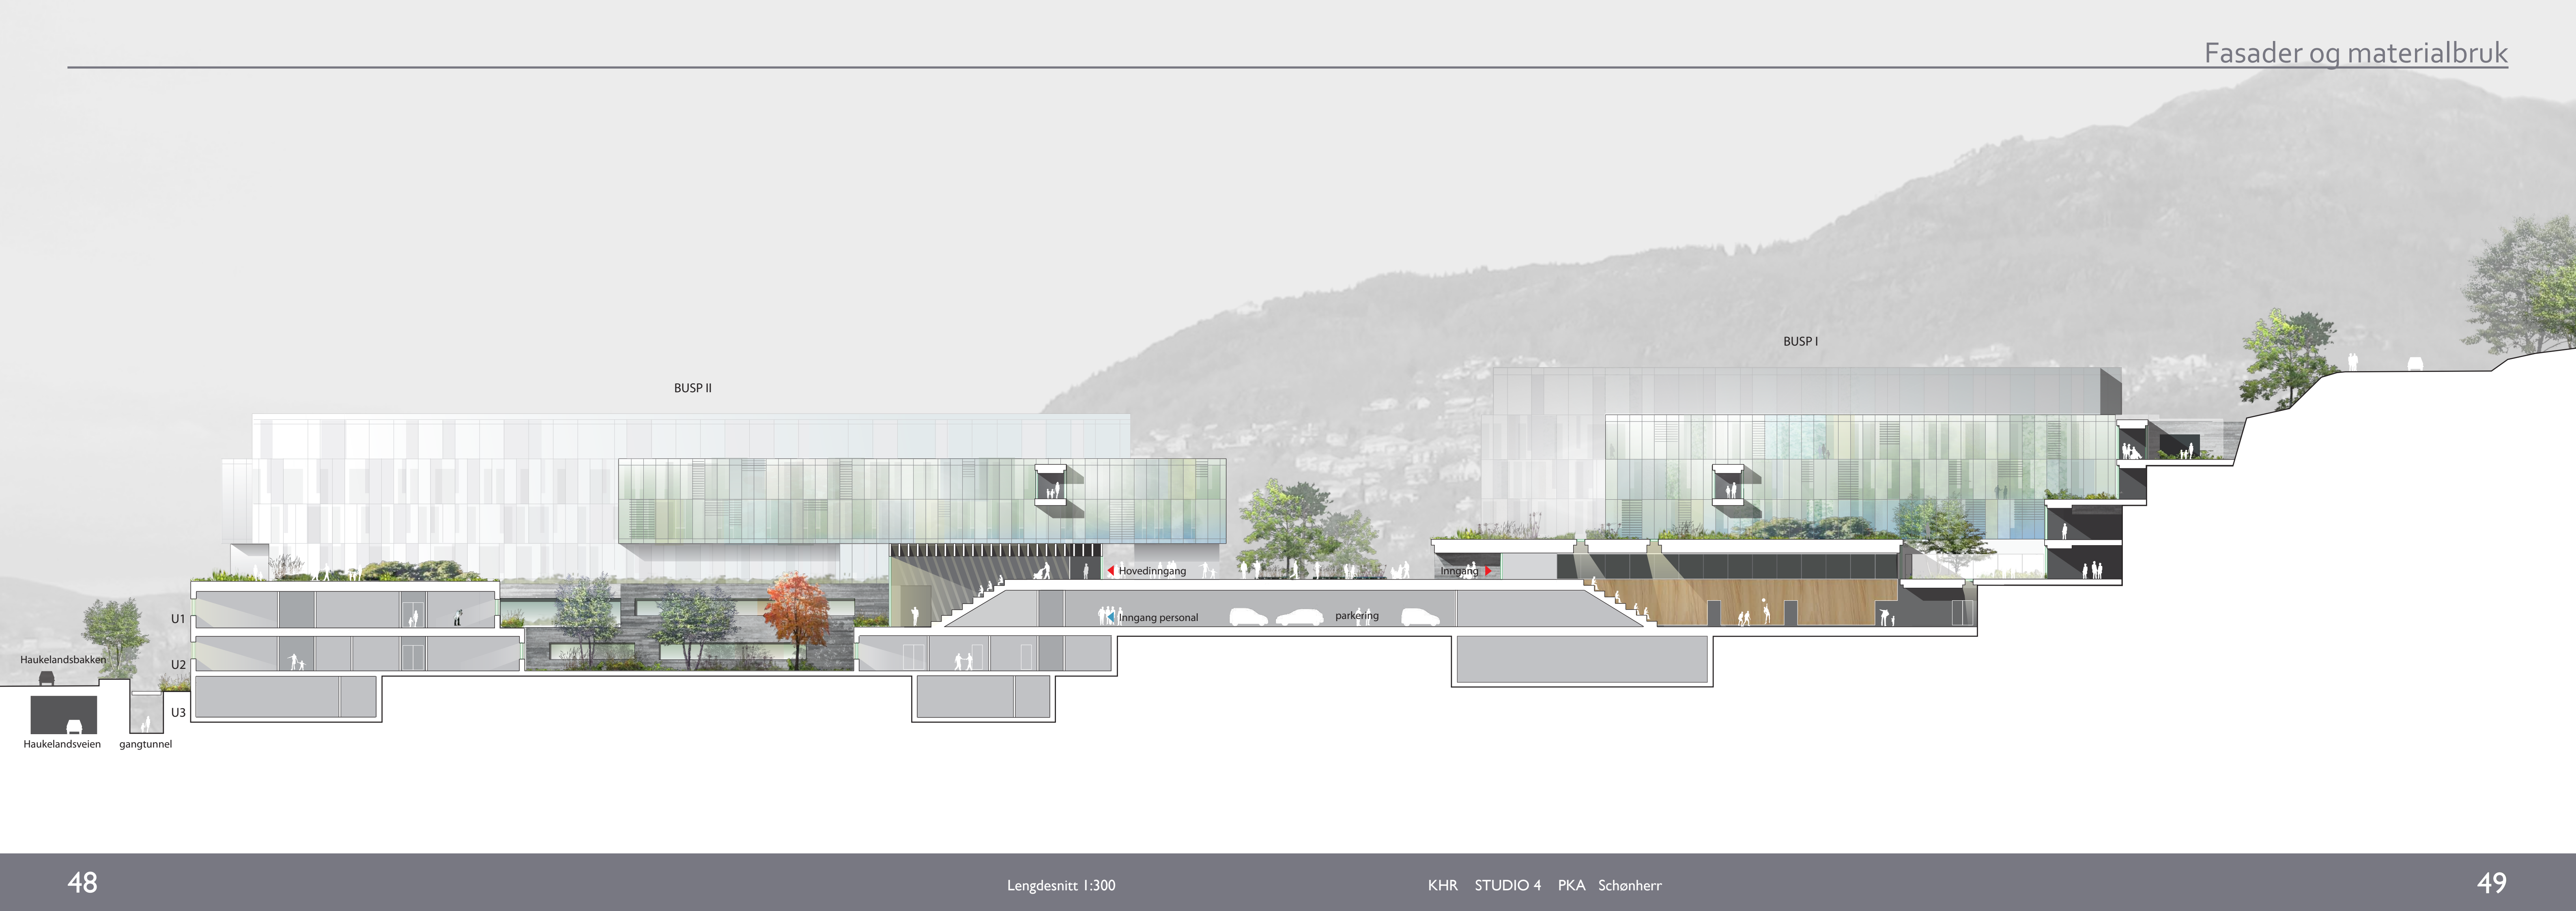 Fasader og materialbruk
BUSP I
BUSP II
Hovedinngang
Inngang
Inngang personal
parkering
U1
Haukelandsbakken
U2
U3
Haukelandsveien
gangtunnel
48
Lengdesnitt 1:300
KHR STUDIO 4 PKA Schønherr
49